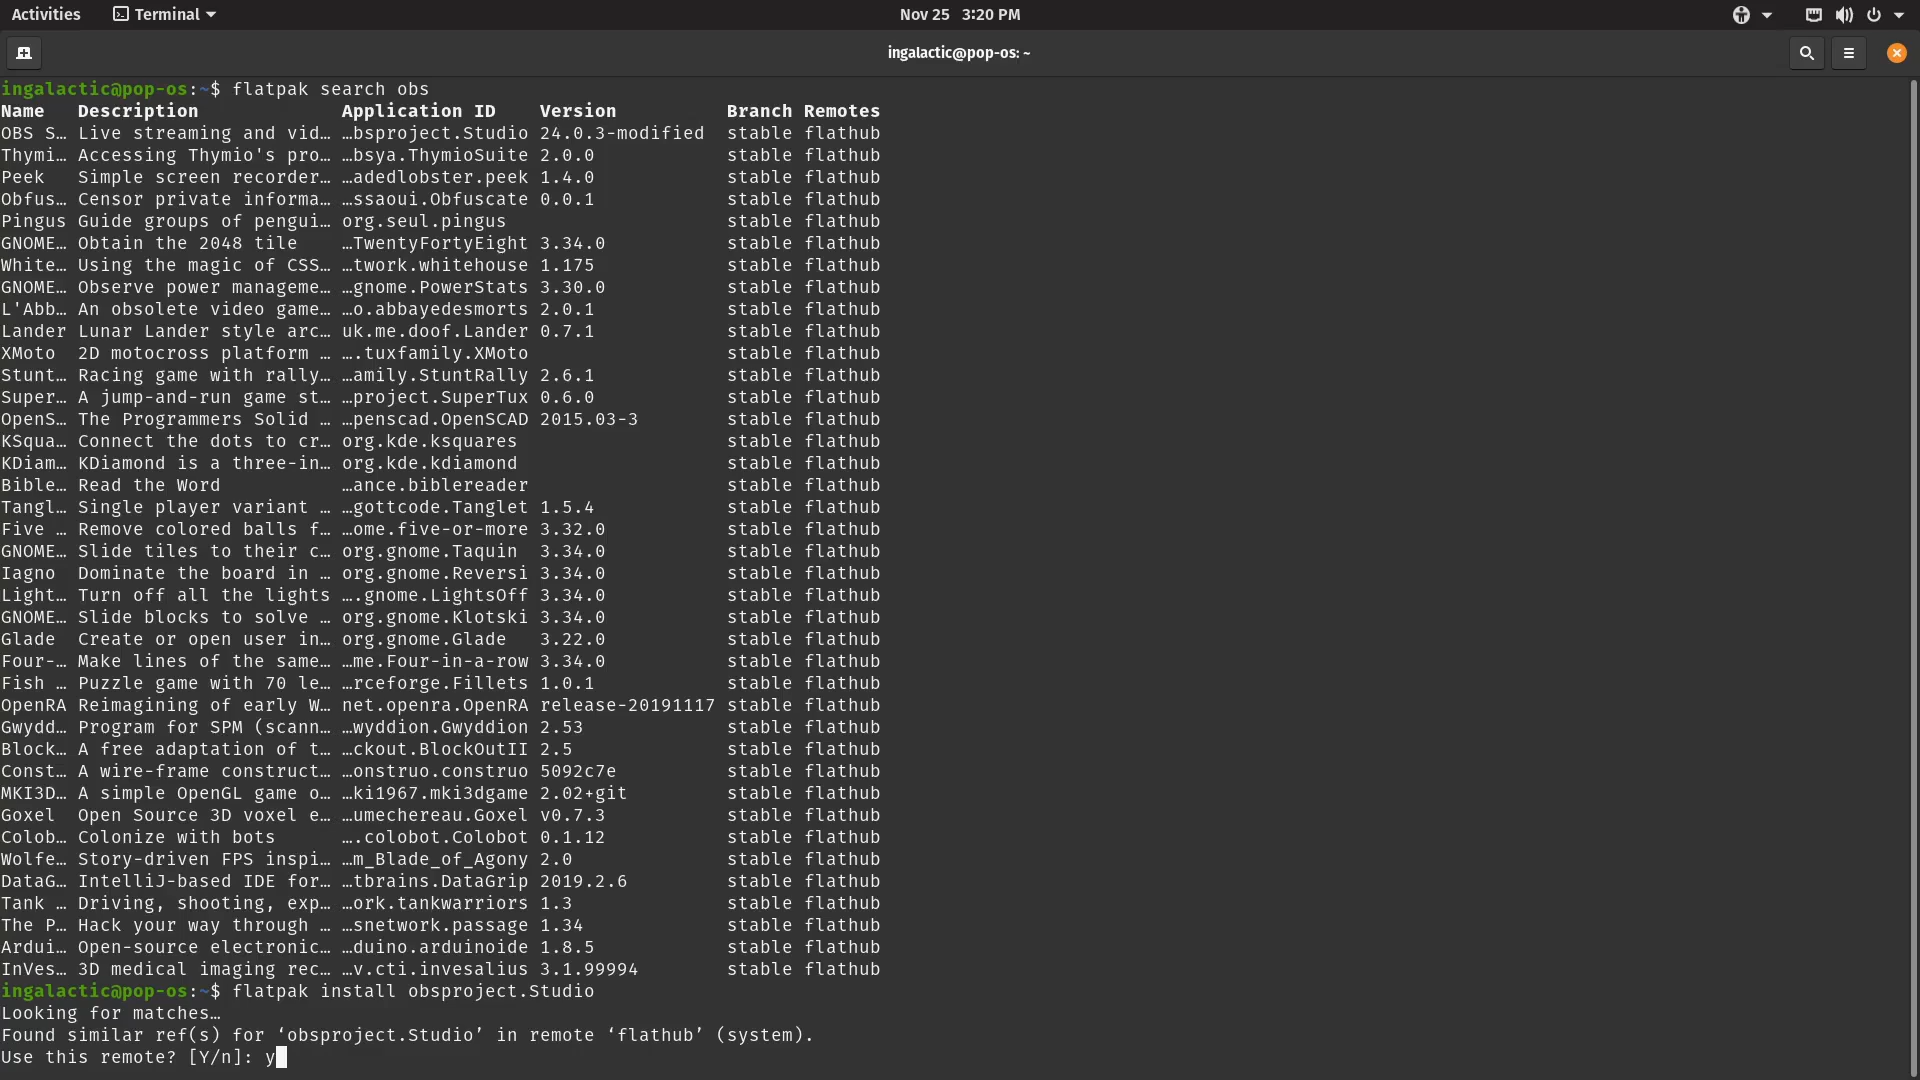 Activities Terminal Nov 25 3:20 PM
ingalactic@pop-os: ~
ingalactic@pop-os:~$ flatpak search obs
Name Description Application ID Version Branch Remotes
OBS S… Live streaming and vid… …bsproject.Studio 24.0.3-modified stable flathub
Thymi… Accessing Thymio's pro… …bsya.ThymioSuite 2.0.0 stable flathub
Peek Simple screen recorder… …adedlobster.peek 1.4.0 stable flathub
Obfus… Censor private informa… …ssaoui.Obfuscate 0.0.1 stable flathub
Pingus Guide groups of pengui… org.seul.pingus stable flathub
GNOME… Obtain the 2048 tile …TwentyFortyEight 3.34.0 stable flathub
White… Using the magic of CSS… …twork.whitehouse 1.175 stable flathub
GNOME… Observe power manageme… …gnome.PowerStats 3.30.0 stable flathub
L'Abb… An obsolete video game… …o.abbayedesmorts 2.0.1 stable flathub
Lander Lunar Lander style arc… uk.me.doof.Lander 0.7.1 stable flathub
XMoto 2D motocross platform … ….tuxfamily.XMoto stable flathub
Stunt… Racing game with rally… …amily.StuntRally 2.6.1 stable flathub
Super… A jump-and-run game st… …project.SuperTux 0.6.0 stable flathub
OpenS… The Programmers Solid … …penscad.OpenSCAD 2015.03-3 stable flathub
KSqua… Connect the dots to cr… org.kde.ksquares stable flathub
KDiam… KDiamond is a three-in… org.kde.kdiamond stable flathub
Bible… Read the Word …ance.biblereader stable flathub
Tangl… Single player variant … …gottcode.Tanglet 1.5.4 stable flathub
Five … Remove colored balls f… …ome.five-or-more 3.32.0 stable flathub
GNOME… Slide tiles to their c… org.gnome.Taquin 3.34.0 stable flathub
Iagno Dominate the board in … org.gnome.Reversi 3.34.0 stable flathub
Light… Turn off all the lights ….gnome.LightsOff 3.34.0 stable flathub
GNOME… Slide blocks to solve … org.gnome.Klotski 3.34.0 stable flathub
Glade Create or open user in… org.gnome.Glade 3.22.0 stable flathub
Four-… Make lines of the same… …me.Four-in-a-row 3.34.0 stable flathub
Fish … Puzzle game with 70 le… …rceforge.Fillets 1.0.1 stable flathub
OpenRA Reimagining of early W… net.openra.OpenRA release-20191117 stable flathub
Gwydd… Program for SPM (scann… …wyddion.Gwyddion 2.53 stable flathub
Block… A free adaptation of t… …ckout.BlockOutII 2.5 stable flathub
Const… A wire-frame construct… …onstruo.construo 5092c7e stable flathub
MKI3D… A simple OpenGL game o… …ki1967.mki3dgame 2.02+git stable flathub
Goxel Open Source 3D voxel e… …umechereau.Goxel v0.7.3 stable flathub
Colob… Colonize with bots ….colobot.Colobot 0.1.12 stable flathub
Wolfe… Story-driven FPS inspi… …m_Blade_of_Agony 2.0 stable flathub
DataG… IntelliJ-based IDE for… …tbrains.DataGrip 2019.2.6 stable flathub
Tank … Driving, shooting, exp… …ork.tankwarriors 1.3 stable flathub
The P… Hack your way through … …snetwork.passage 1.34 stable flathub
Ardui… Open-source electronic… …duino.arduinoide 1.8.5 stable flathub
InVes… 3D medical imaging rec… …v.cti.invesalius 3.1.99994 stable flathub
ingalactic@pop-os:~$ flatpak install obsproject.Studio
Looking for matches…
Found similar ref(s) for ‘obsproject.Studio’ in remote ‘flathub’ (system).
Use this remote? [Y/n]: y